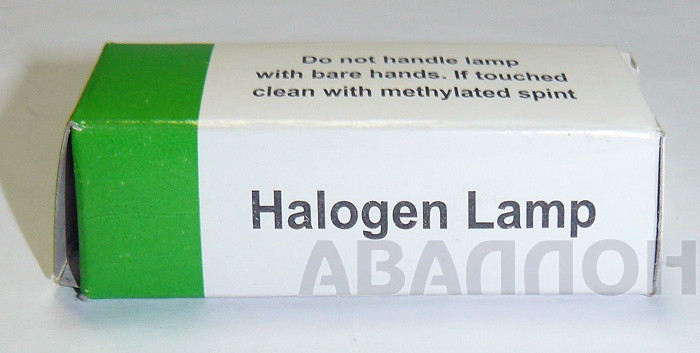 Do not handle lamp
with bare hands. If touched
clean with methylated spint
Halogen Lamp
АВАЛЛОН